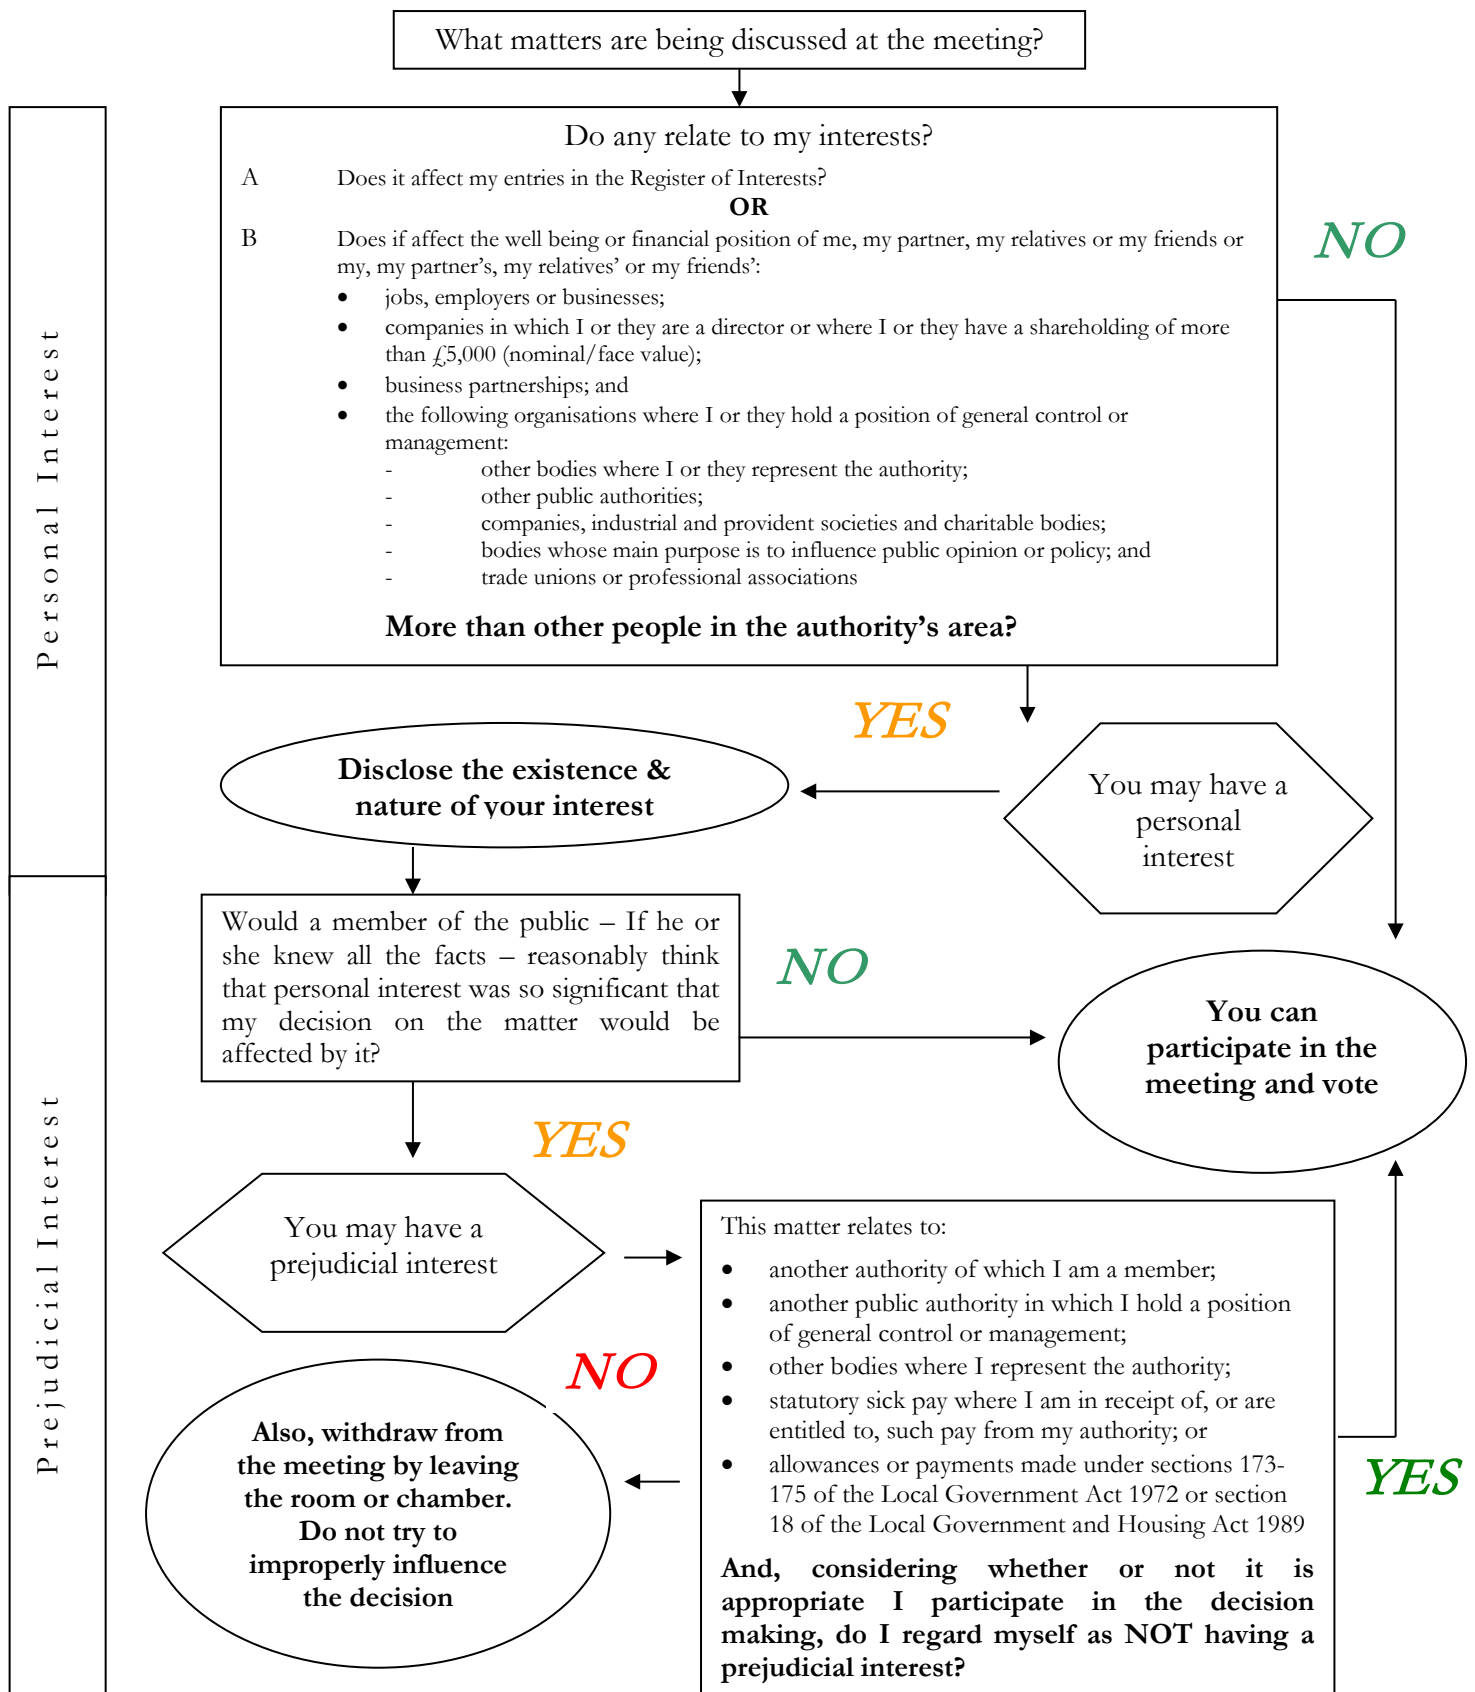 What matters are being discussed at the meeting?
Personal Interest
Do any relate to my interests?
A Does it affect my entries in the Register of Interests?
OR
B Does if affect the well being or financial position of me, my partner, my relatives or my friends or
my, my partner's, my relatives' or my friends':
• jobs, employers or businesses;
• companies in which I or they are a director or where I or they have a shareholding of more
than £5,000 (nominal/face value);
• business partnerships; and
• the following organisations where I or they hold a position of general control or
management:
- other bodies where I or they represent the authority;
- other public authorities;
- companies, industrial and provident societies and charitable bodies;
- bodies whose main purpose is to influence public opinion or policy; and
- trade unions or professional associations
More than other people in the authority's area?
NO
YES
You may have a
personal
interest
Disclose the existence &
nature of your interest
Prejudicial Interest
Would a member of the public – If he or
she knew all the facts – reasonably think
that personal interest was so significant that
my decision on the matter would be
affected by it?
NO
You can
participate in the
meeting and vote
YES
You may have a
prejudicial interest
This matter relates to:
• another authority of which I am a member;
• another public authority in which I hold a position
of general control or management;
• other bodies where I represent the authority;
• statutory sick pay where I am in receipt of, or are
entitled to, such pay from my authority; or
• allowances or payments made under sections 173-
175 of the Local Government Act 1972 or section
18 of the Local Government and Housing Act 1989
And, considering whether or not it is
appropriate I participate in the decision
making, do I regard myself as NOT having a
prejudicial interest?
NO
Also, withdraw from
the meeting by leaving
the room or chamber.
Do not try to
improperly influence
the decision
YES